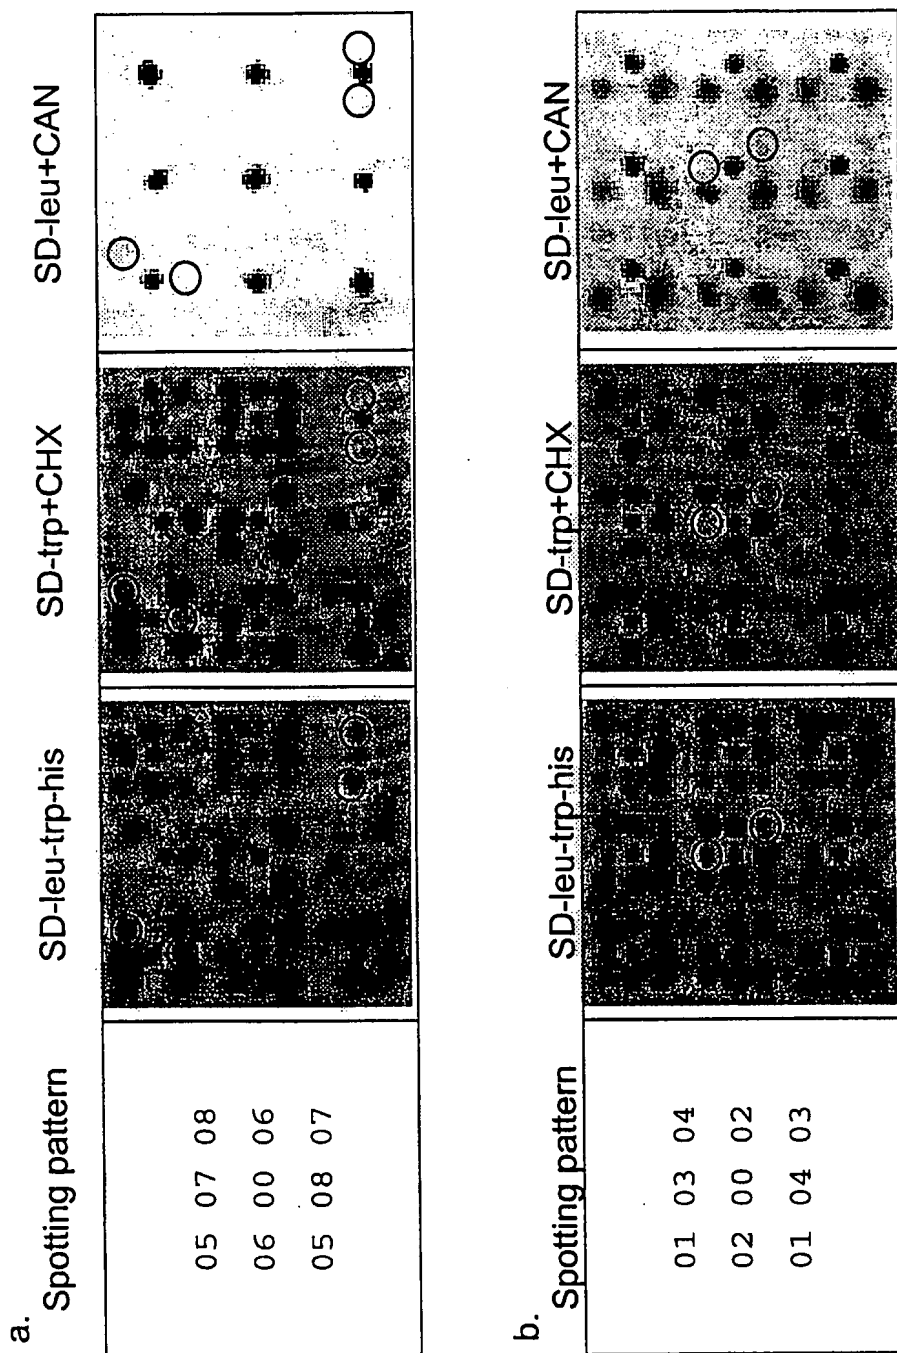 a.
Spotting pattern
SD-leu-trp-his
SD-trp+CHX
SD-leu+CAN
05 07 08
06 00 06
05 08 07
b.
Spotting pattern
SD-leu-trp-his
SD-trp+CHX
SD-leu+CAN
01 03 04
02 00 02
01 04 03